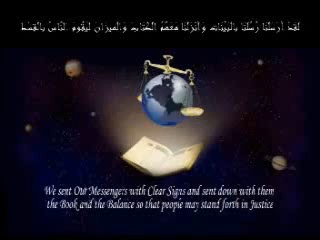 لقد أرسلنا رسلنا بالبينات وأنزلنا معهم الكتاب والميزان ليقوم الناس بالقسط
We sent Our Messengers with Clear Signs and sent down with them
the Book and the Balance so that people may stand forth in Justice